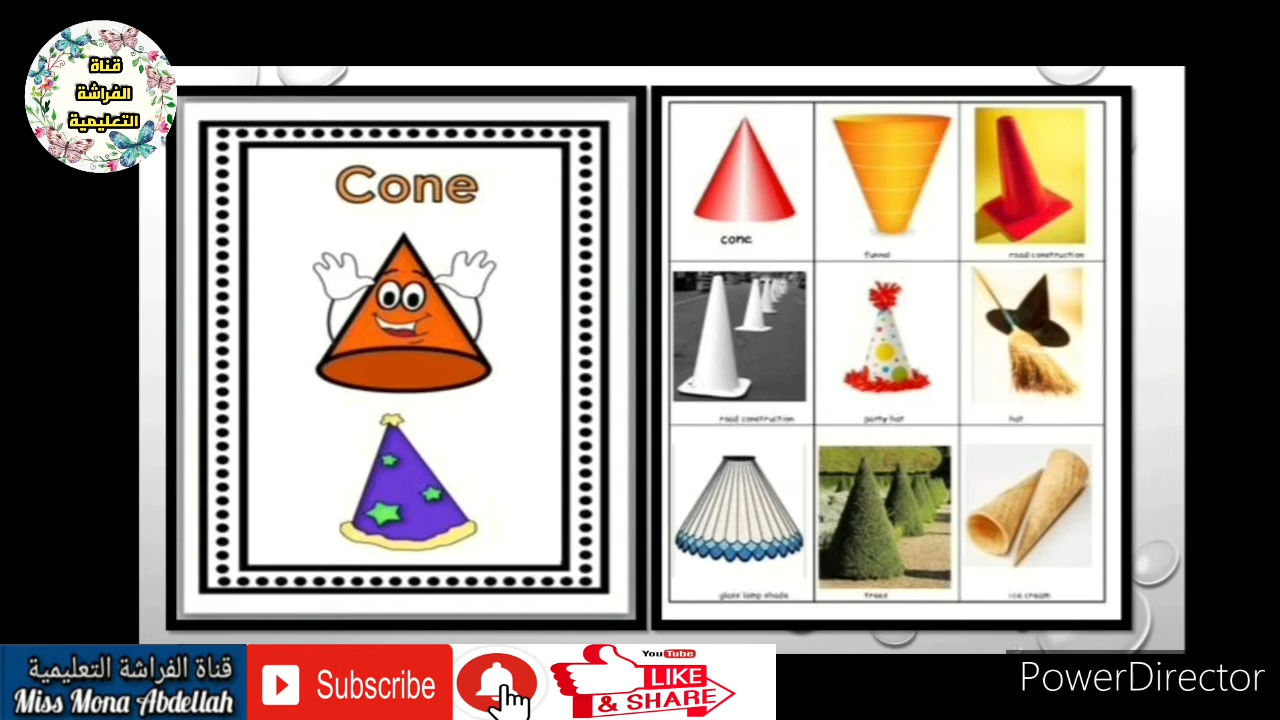 قناة
الفراشة
التعليمية
Cone
cone
funnel
road construction
road construction
party hat
hat
glass lamp shade
trees
ice cream
قناة الفراشة التعليمية
Miss Mona Abdellah
Subscribe
YouTube
LIKE
& SHARE
PowerDirector